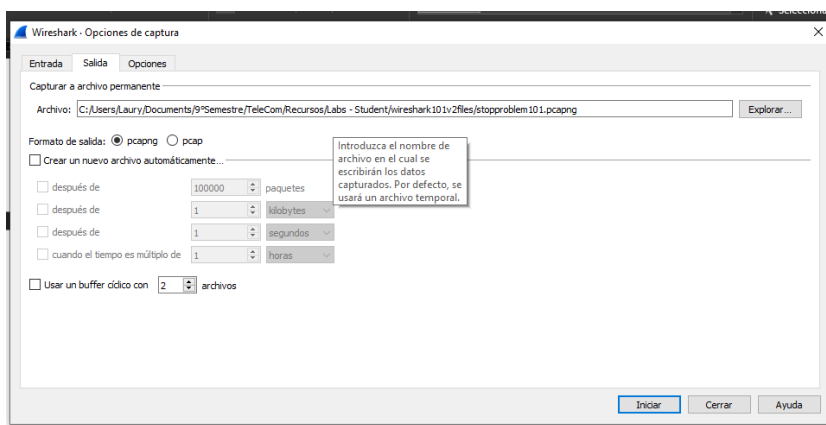 Selecciona
Wireshark · Opciones de captura
Entrada Salida Opciones
Capturar a archivo permanente
Archivo: C:/Users/Laury/Documents/9°Semestre/TeleCom/Recursos/Labs - Student/wireshark101v2files/stopproblem101.pcapng Explorar...
Formato de salida: pcapng pcap
Crear un nuevo archivo automáticamente...
Introduzca el nombre de
archivo en el cual se
escribirán los datos
capturados. Por defecto, se
usará un archivo temporal.
después de 100000 paquetes
después de 1 kilobytes
después de 1 segundos
cuando el tiempo es múltiplo de 1 horas
Usar un buffer cíclico con 2 archivos
Iniciar Cerrar Ayuda